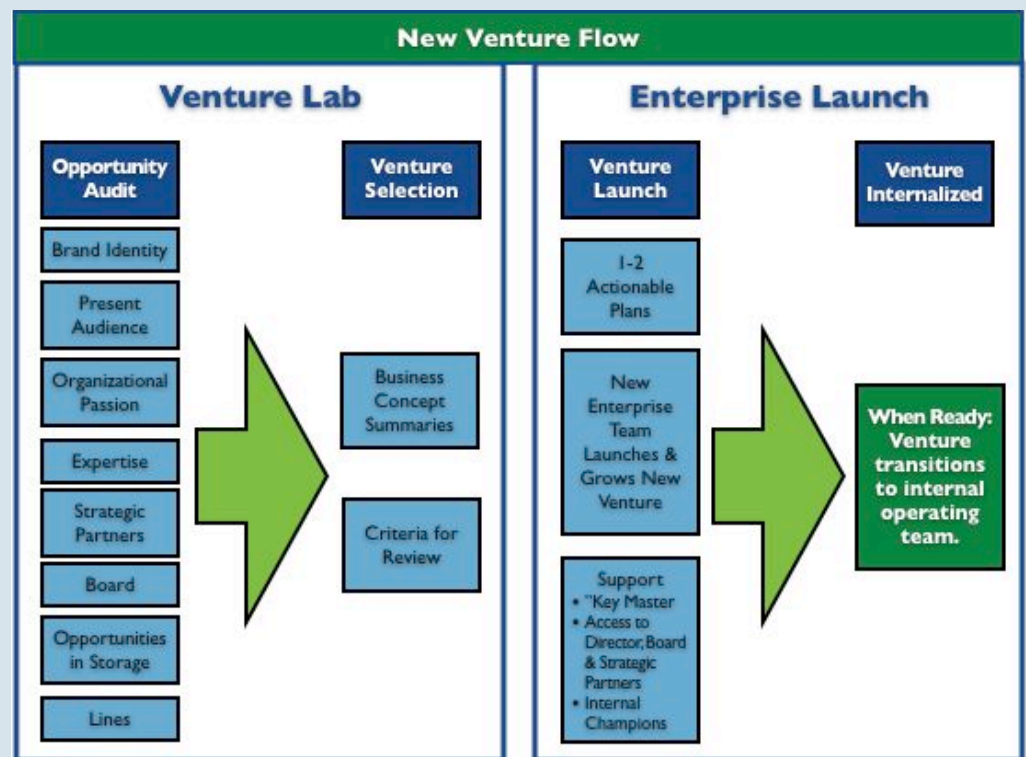 New Venture Flow
Venture Lab
Opportunity
Audit
Brand Identity
Present
Audience
Organizational
Passion
Expertise
Strategic
Partners
Board
Opportunities
in Storage
Lines
Venture
Selection
Business
Concept
Summaries
Criteria for
Review
Enterprise Launch
Venture
Launch
1-2
Actionable
Plans
New
Enterprise
Team
Launches &
Grows New
Venture
Support
• "Key Master
• Access to
Director, Board
& Strategic
Partners
• Internal
Champions
Venture
Internalized
When Ready:
Venture
transitions
to internal
operating
team.